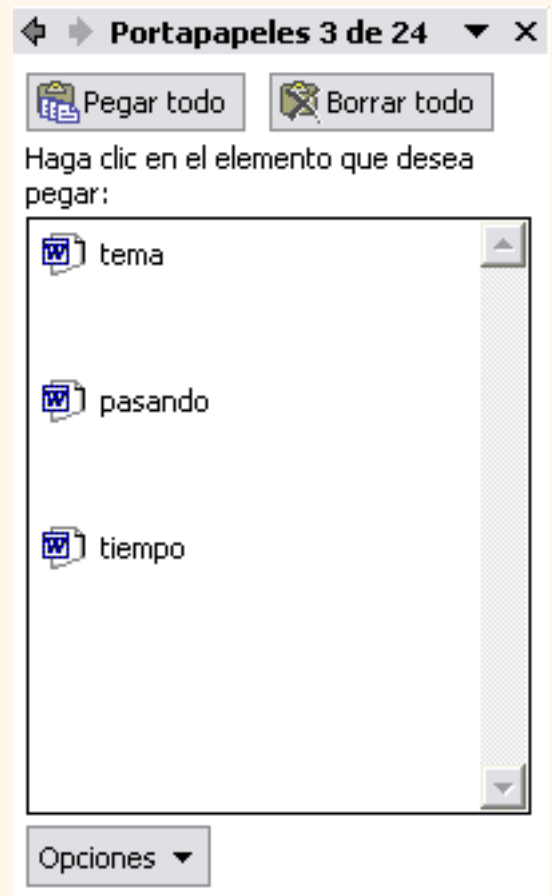 Portapapeles 3 de 24
Pegar todo Borrar todo
Haga clic en el elemento que desea
pegar:
tema
pasando
tiempo
Opciones